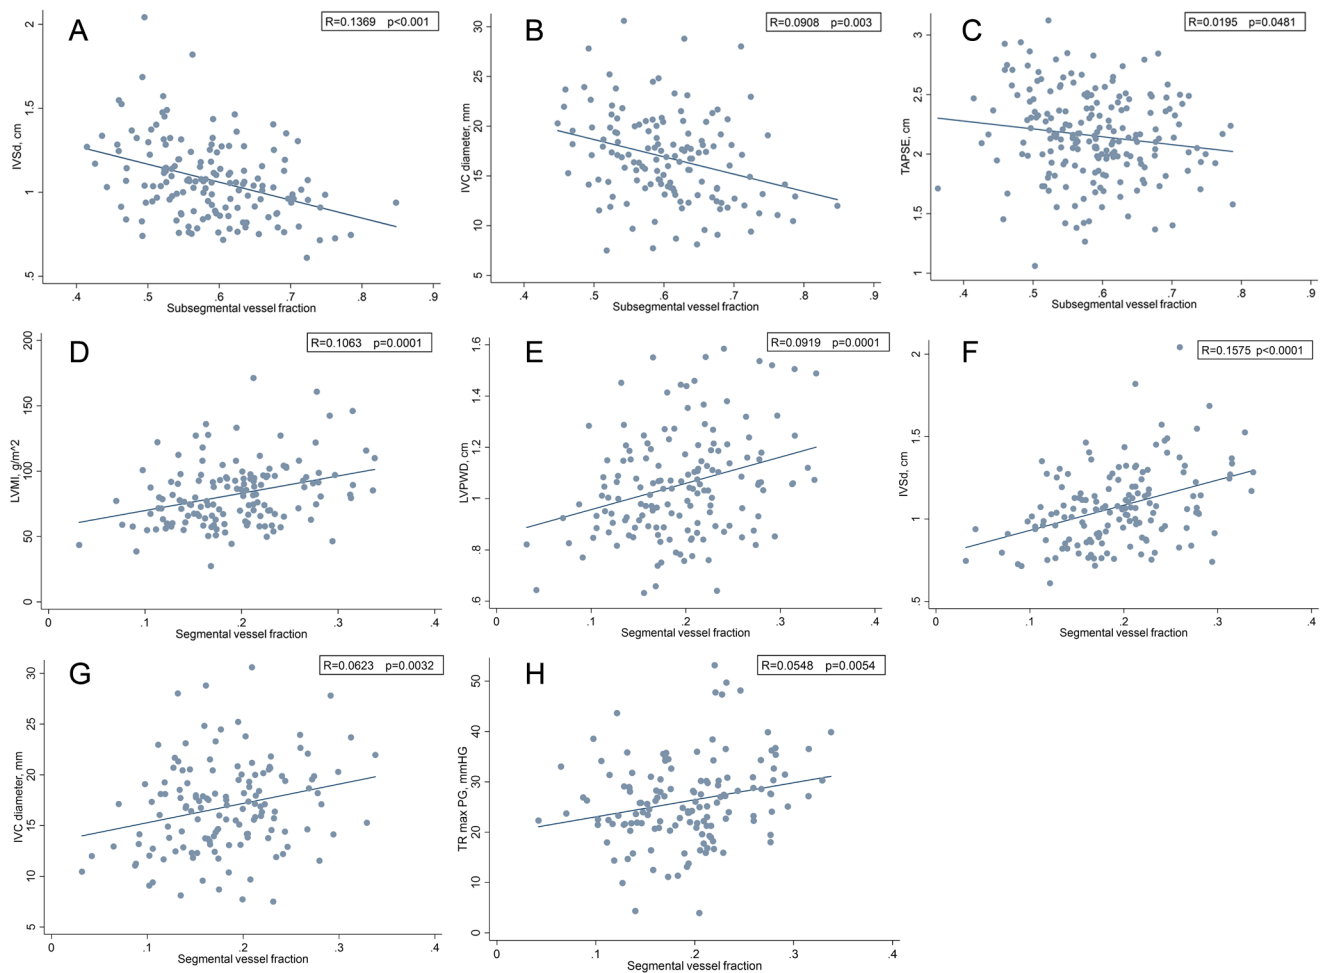 A
R=0.1369 p<0.001
IVSd, cm
2
1.5
1
.5
.4 .5 .6 .7 .8 .9
Subsegmental vessel fraction
B
R=0.0908 p=0.003
IVC diameter, mm
30
25
20
15
10
5
.4 .5 .6 .7 .8 .9
Subsegmental vessel fraction
C
R=0.0195 p=0.0481
TAPSE, cm
3
2.5
2
1.5
1
.4 .5 .6 .7 .8 .9
Subsegmental vessel fraction
D
R=0.1063 p=0.0001
LVMI, g/m^2
200
150
100
50
0
0 .1 .2 .3 .4
Segmental vessel fraction
E
R=0.0919 p=0.0001
LVPWD, cm
1.6
1.4
1.2
1
.8
.6
0 .1 .2 .3 .4
Segmental vessel fraction
F
R=0.1575 p<0.0001
IVSd, cm
2
1.5
1
.5
0 .1 .2 .3 .4
Segmental vessel fraction
G
R=0.0623 p=0.0032
IVC diameter, mm
30
25
20
15
10
5
0 .1 .2 .3 .4
Segmental vessel fraction
H
R=0.0548 p=0.0054
TR max PG, mmHG
50
40
30
20
10
0
0 .1 .2 .3 .4
Segmental vessel fraction